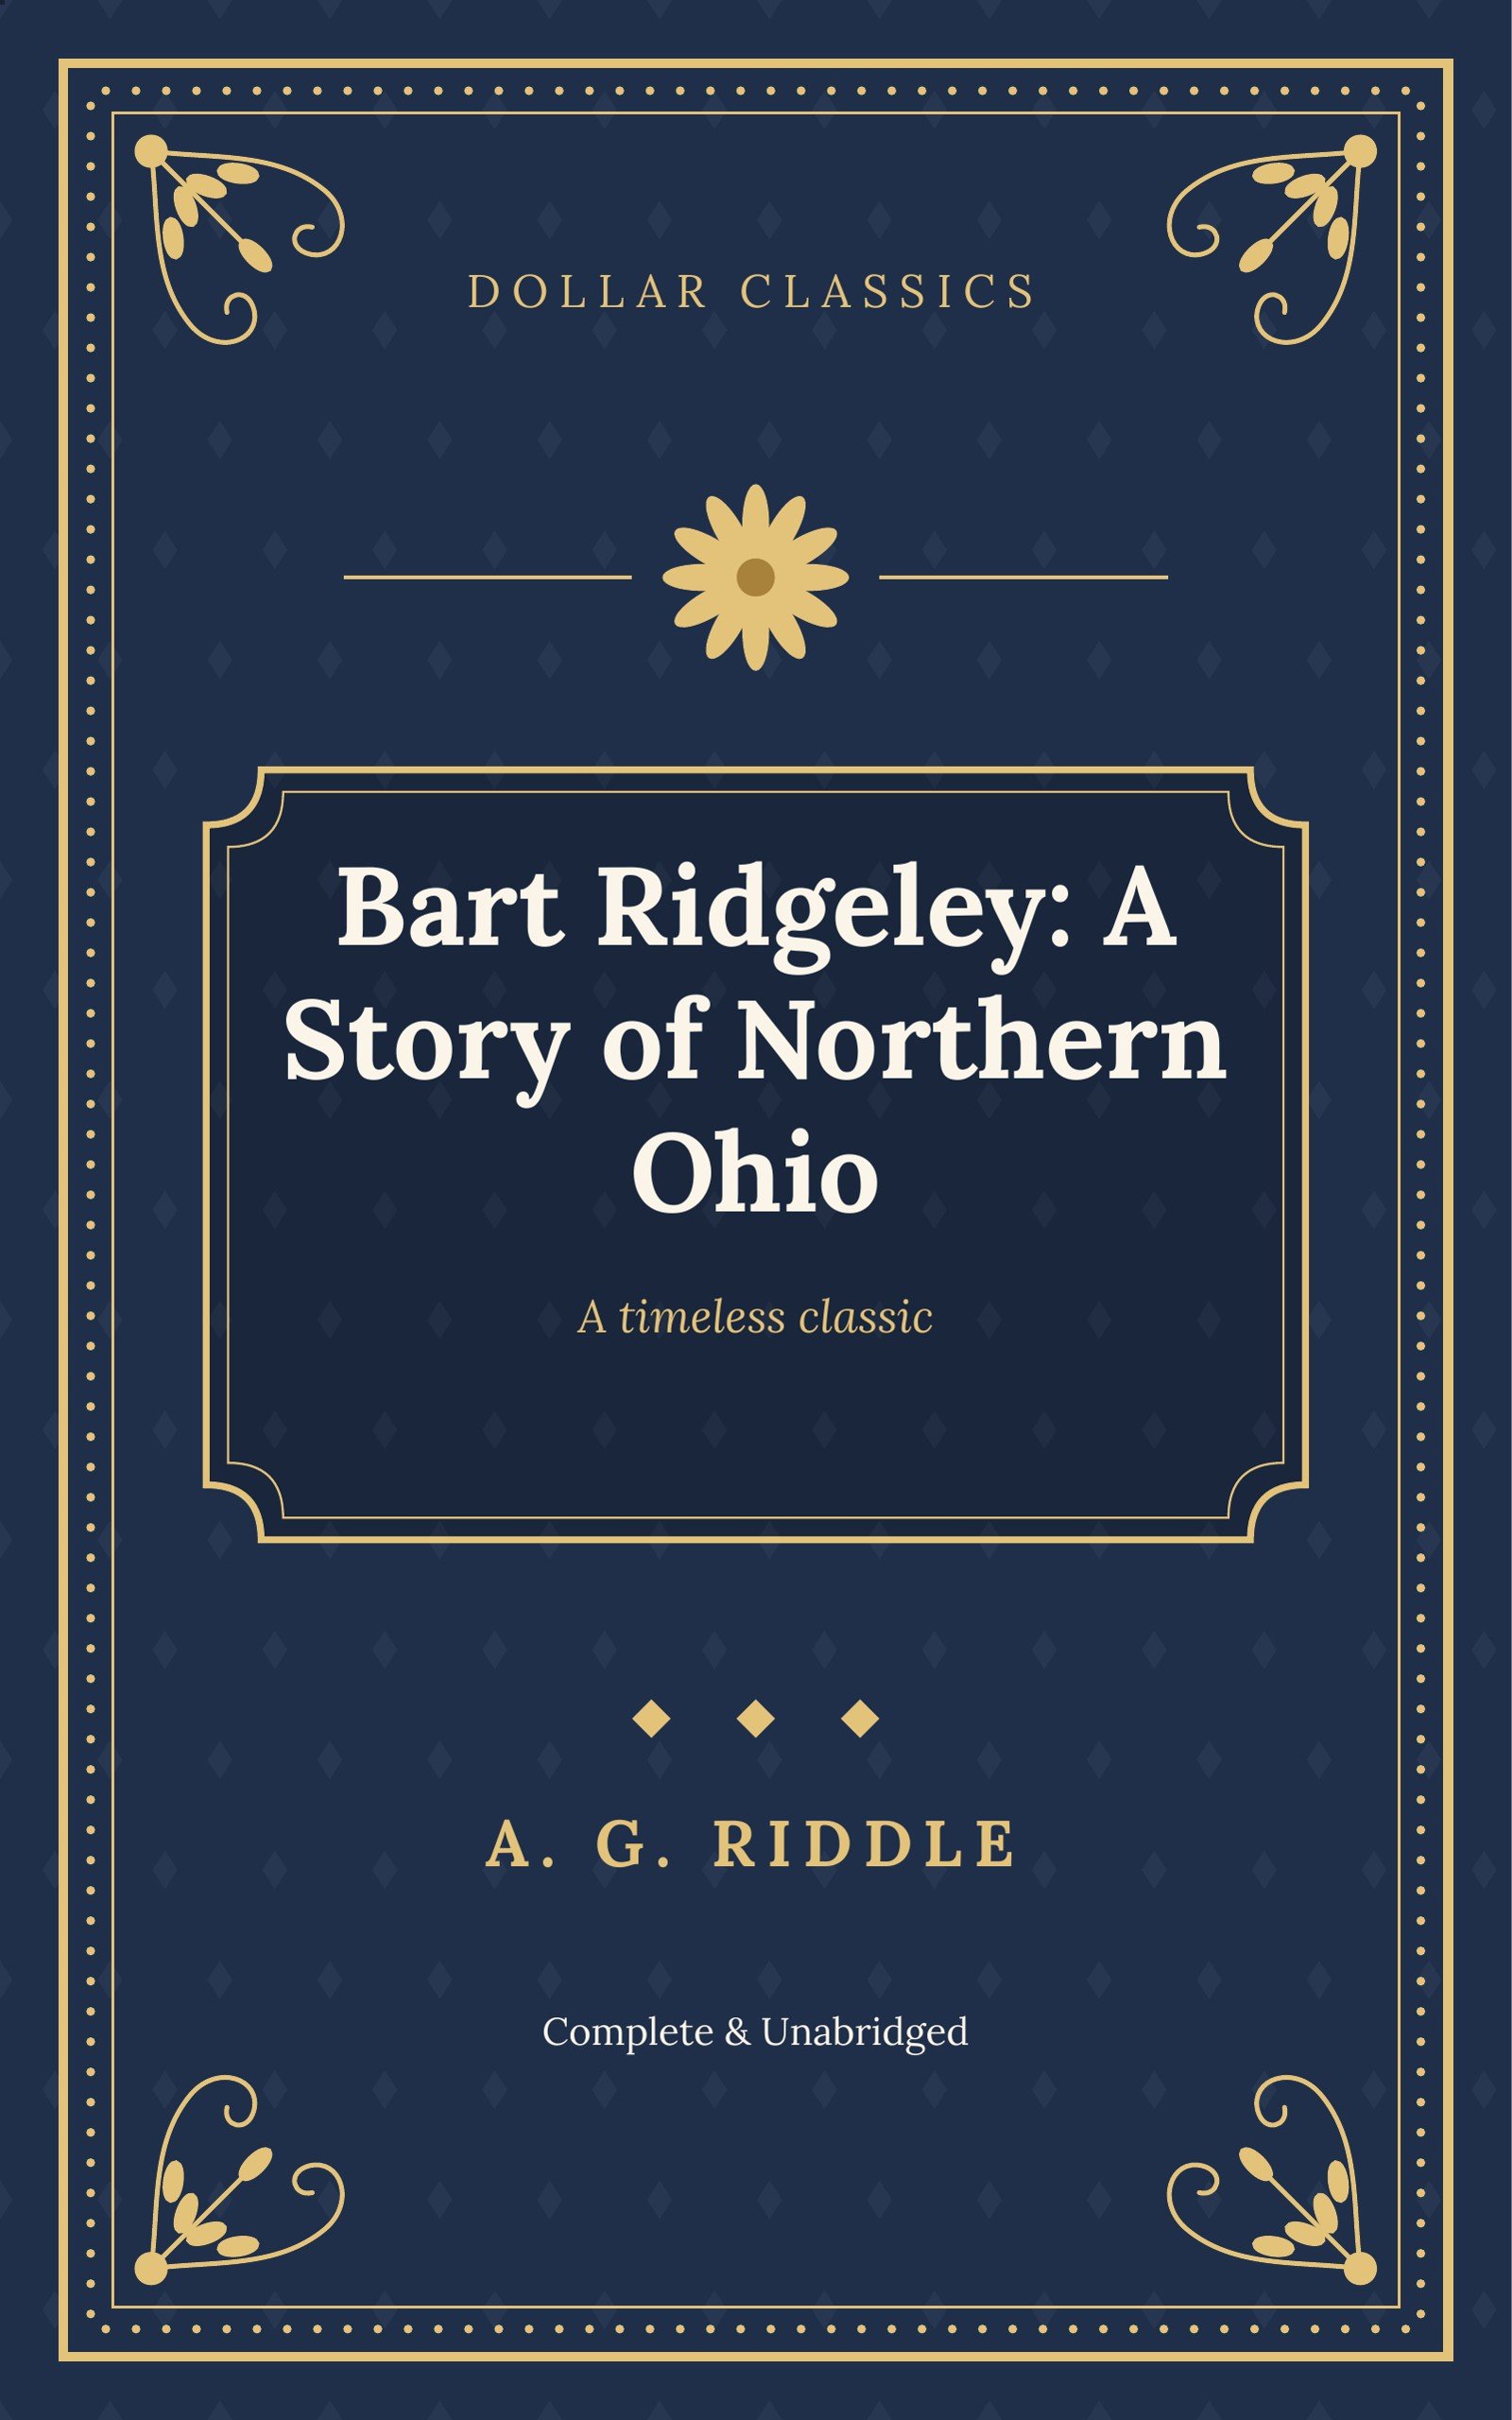 DOLLAR CLASSICS
Bart Ridgeley: A
Story of Northern
Ohio
A timeless classic
A. G. RIDDLE
Complete & Unabridged